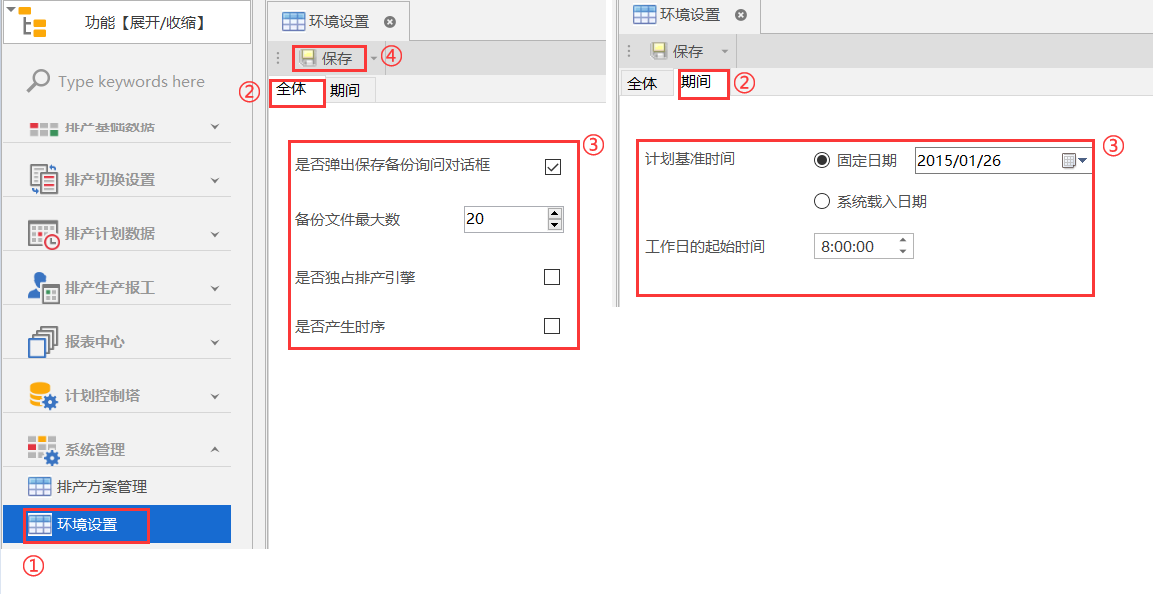 功能【展开/收缩】
Type keywords here
排产基础数据
排产切换设置
排产计划数据
排产生产报工
报表中心
计划控制塔
系统管理
排产方案管理
环境设置
①
环境设置
保存
④
②
全体
期间
③
是否弹出保存备份询问对话框
备份文件最大数
20
是否独占排产引擎
是否产生时序
环境设置
保存
全体
期间
②
③
计划基准时间
固定日期
2015/01/26
系统载入日期
工作日的起始时间
8:00:00